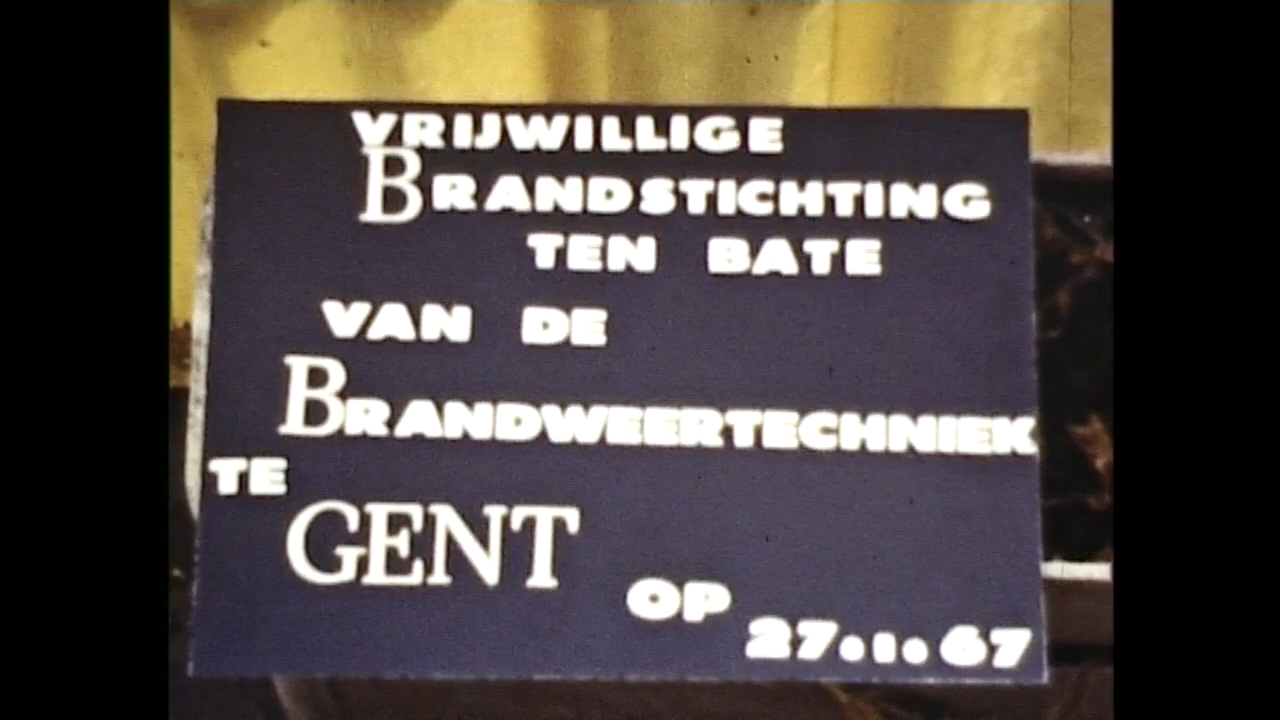 VRIJWILLIGE
BRANDSTICHTING
TEN BATE
VAN DE
BRANDWEERTECHNIEK
TE
GENT
OP
27.1.67